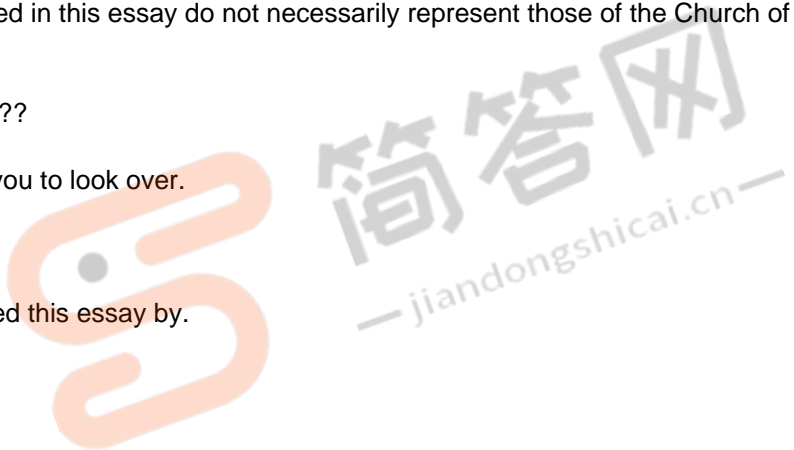 ed in this essay do not necessarily represent those of the Church of
??
you to look over.
ed this essay by.
简答网
jiandongshicai.cn